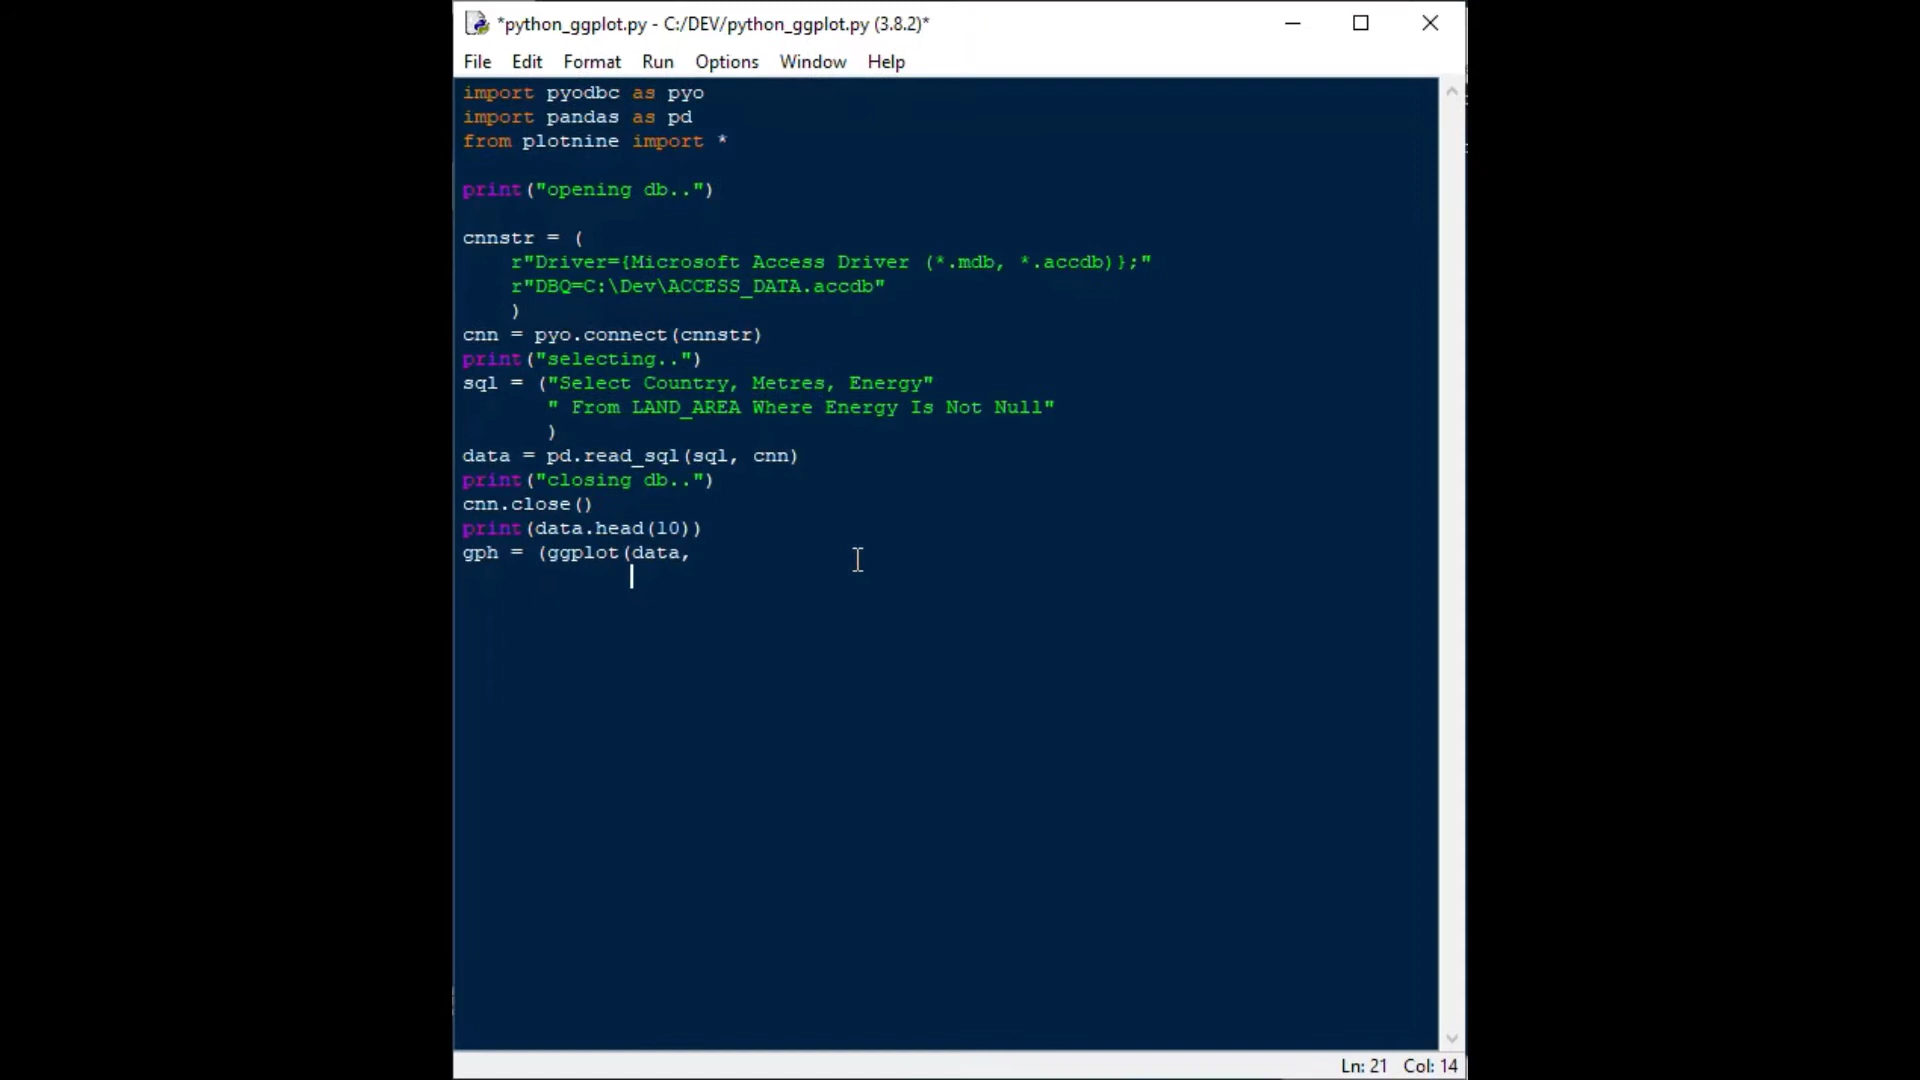 *python_ggplot.py - C:/DEV/python_ggplot.py (3.8.2)*
File Edit Format Run Options Window Help
import pyodbc as pyo
import pandas as pd
from plotnine import *
print("opening db..")
cnnstr = (
r"Driver={Microsoft Access Driver (*.mdb, *.accdb)};"
r"DBQ=C:\Dev\ACCESS_DATA.accdb"
)
cnn = pyo.connect(cnnstr)
print("selecting..")
sql = ("Select Country, Metres, Energy"
" From LAND_AREA Where Energy Is Not Null"
)
data = pd.read_sql(sql, cnn)
print("closing db..")
cnn.close()
print(data.head(10))
gph = (ggplot(data,
Ln: 21 Col: 14